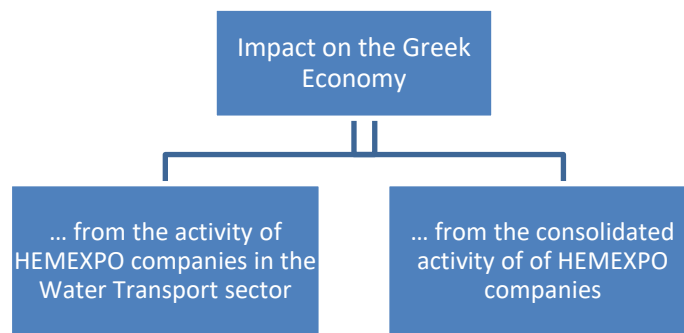 Impact on the Greek
Economy
… from the activity of
HEMEXPO companies in the
Water Transport sector
… from the consolidated
activity of of HEMEXPO
companies